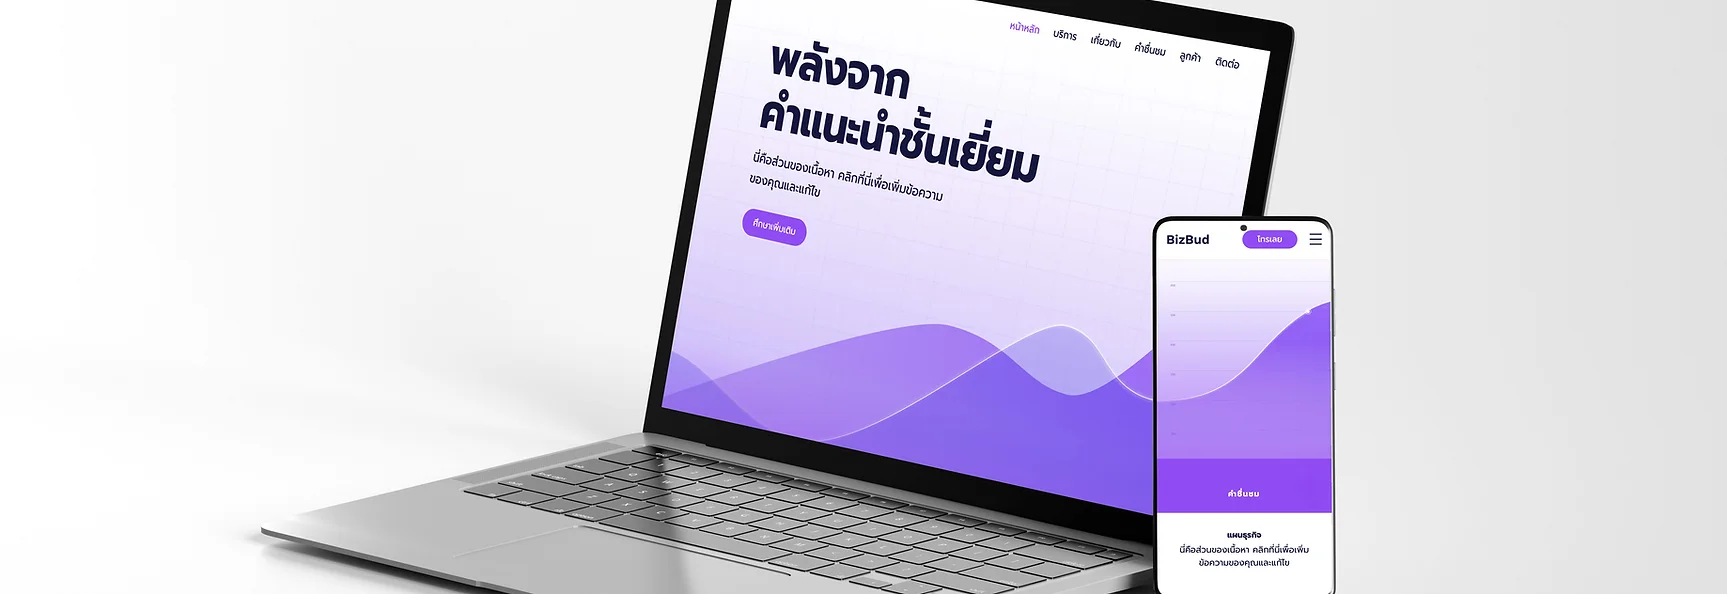 หน้าหลัก บริการ เกี่ยวกับ คำชื่นชม ลูกค้า ติดต่อ
พลังจาก
คำแนะนำชั้นเยี่ยม
นี่คือส่วนของเนื้อหา คลิกที่นี่เพื่อเพิ่มข้อความ
ของคุณและแก้ไข
ศึกษาเพิ่มเติม
BizBud โทรเลย
คำชื่นชม
แผนธุรกิจ
นี่คือส่วนของเนื้อหา คลิกที่นี่เพื่อเพิ่ม
ข้อความของคุณและแก้ไข